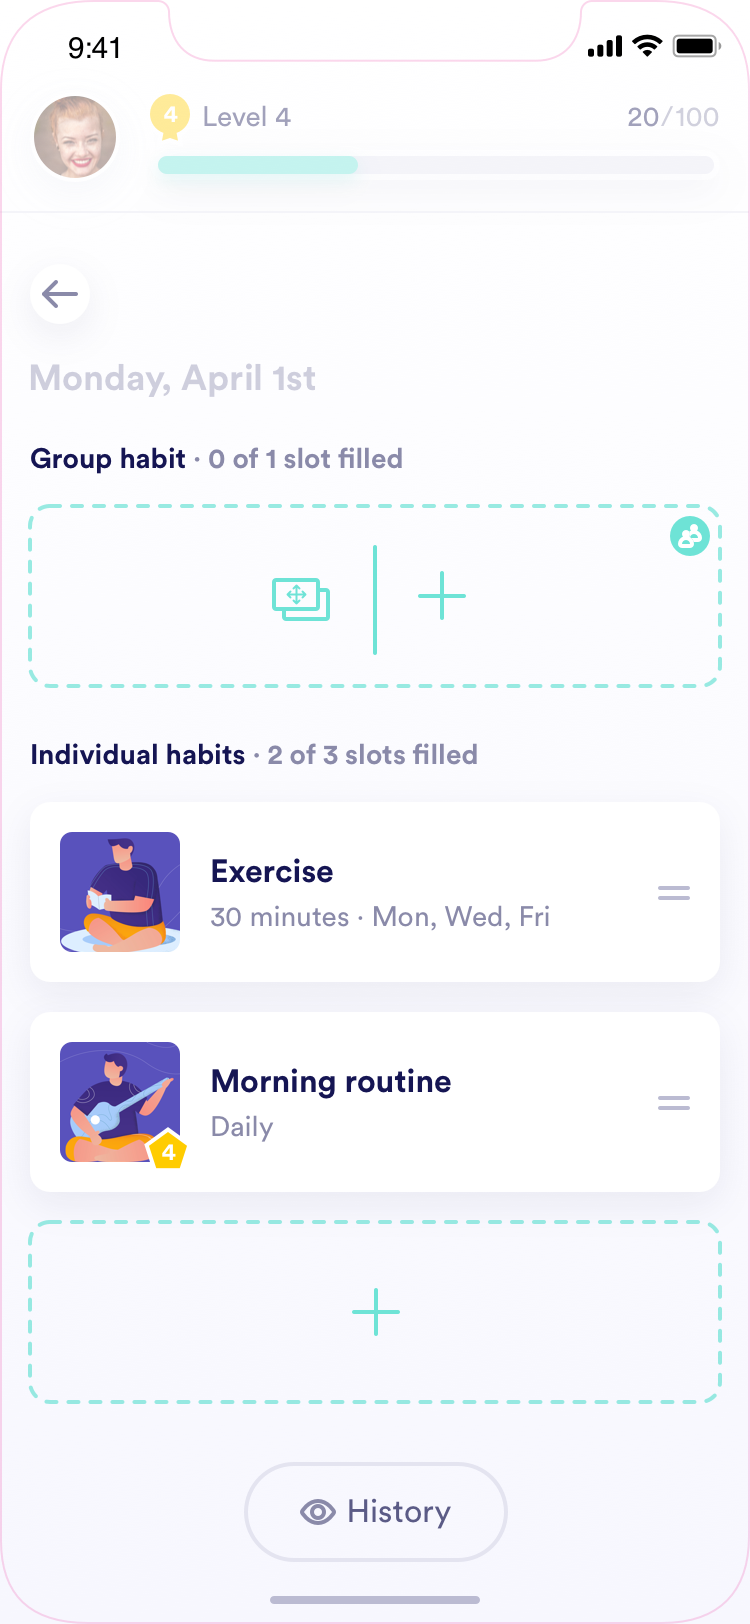 9:41
4 Level 4 20/100
Monday, April 1st
Group habit · 0 of 1 slot filled
Individual habits · 2 of 3 slots filled
Exercise
30 minutes · Mon, Wed, Fri
Morning routine
Daily
4
History